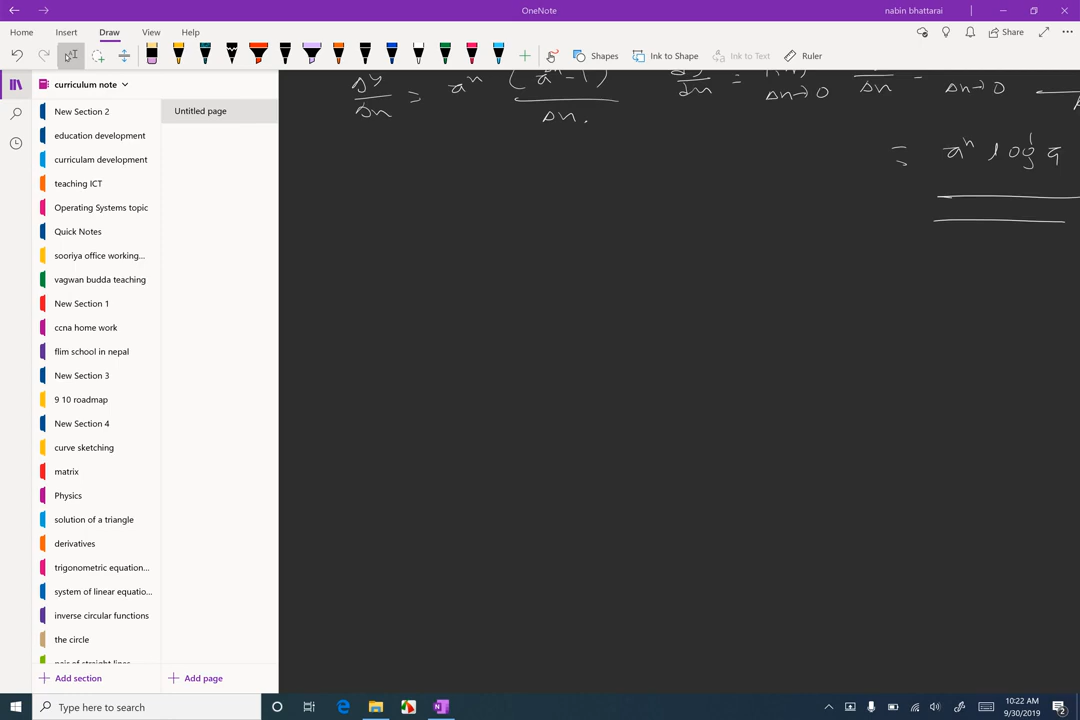 OneNote
nabin bhattarai
Home Insert Draw View Help
Share
Shapes Ink to Shape Ink to Text Ruler
curriculum note
New Section 2
education development
curriculam development
teaching ICT
Operating Systems topic
Quick Notes
sooriya office working...
vagwan budda teaching
New Section 1
ccna home work
flim school in nepal
New Section 3
9 10 roadmap
New Section 4
curve sketching
matrix
Physics
solution of a triangle
derivatives
trigonometric equation...
system of linear equatio...
inverse circular functions
the circle
Add section
Untitled page
Add page
= a^x log a
Type here to search
10:22 AM
9/30/2019
2